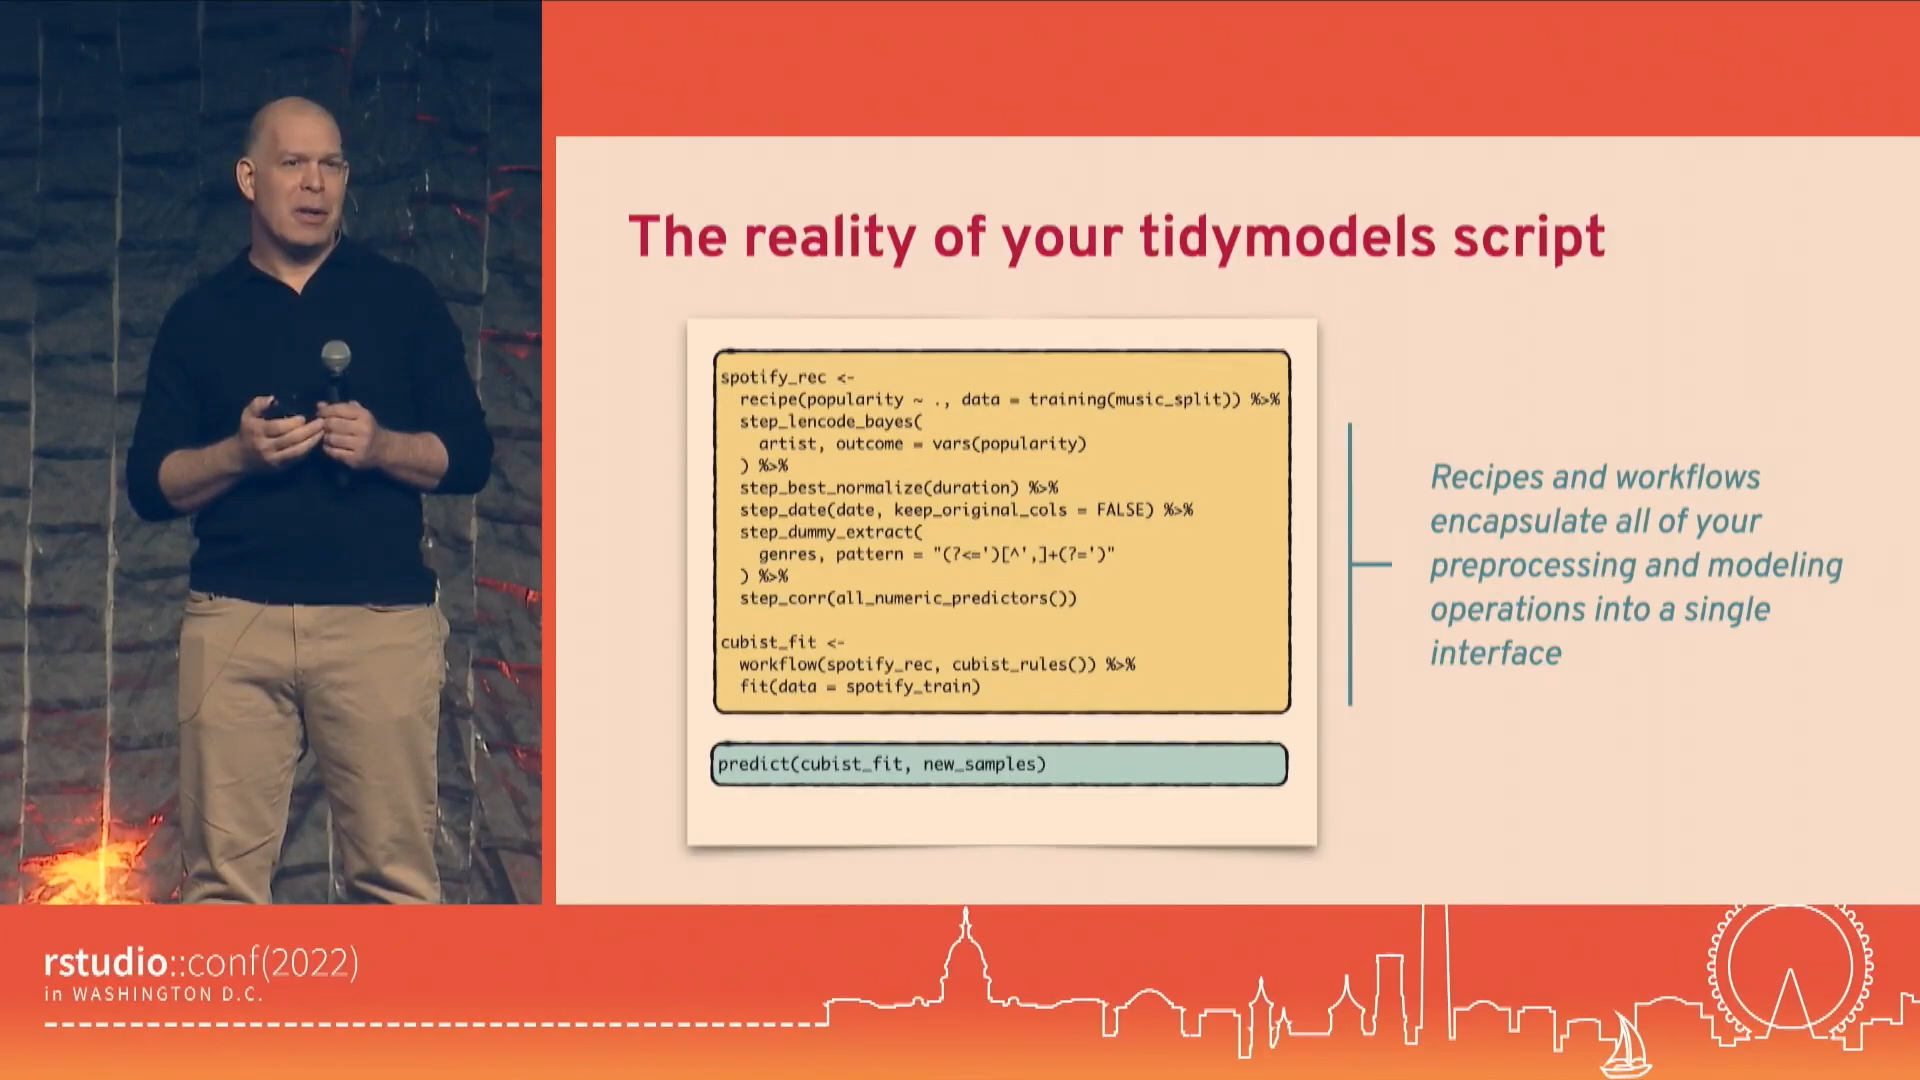 The reality of your tidymodels script
spotify_rec <-
  recipe(popularity ~ ., data = training(music_split)) %>%
  step_lencode_bayes(
    artist, outcome = vars(popularity)
  ) %>%
  step_best_normalize(duration) %>%
  step_date(date, keep_original_cols = FALSE) %>%
  step_dummy_extract(
    genres, pattern = "(?<=')[^',]+(?=')"
  ) %>%
  step_corr(all_numeric_predictors())
cubist_fit <-
  workflow(spotify_rec, cubist_rules()) %>%
  fit(data = spotify_train)
predict(cubist_fit, new_samples)
Recipes and workflows
encapsulate all of your
preprocessing and modeling
operations into a single
interface
rstudio::conf(2022)
in WASHINGTON D.C.